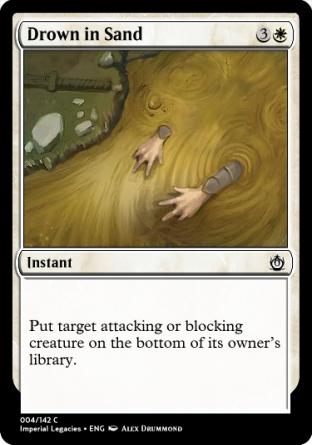 Drown in Sand 3
Instant
Put target attacking or blocking
creature on the bottom of its owner's
library.
004/142 C
Imperial Legacies • ENG Alex Drummond